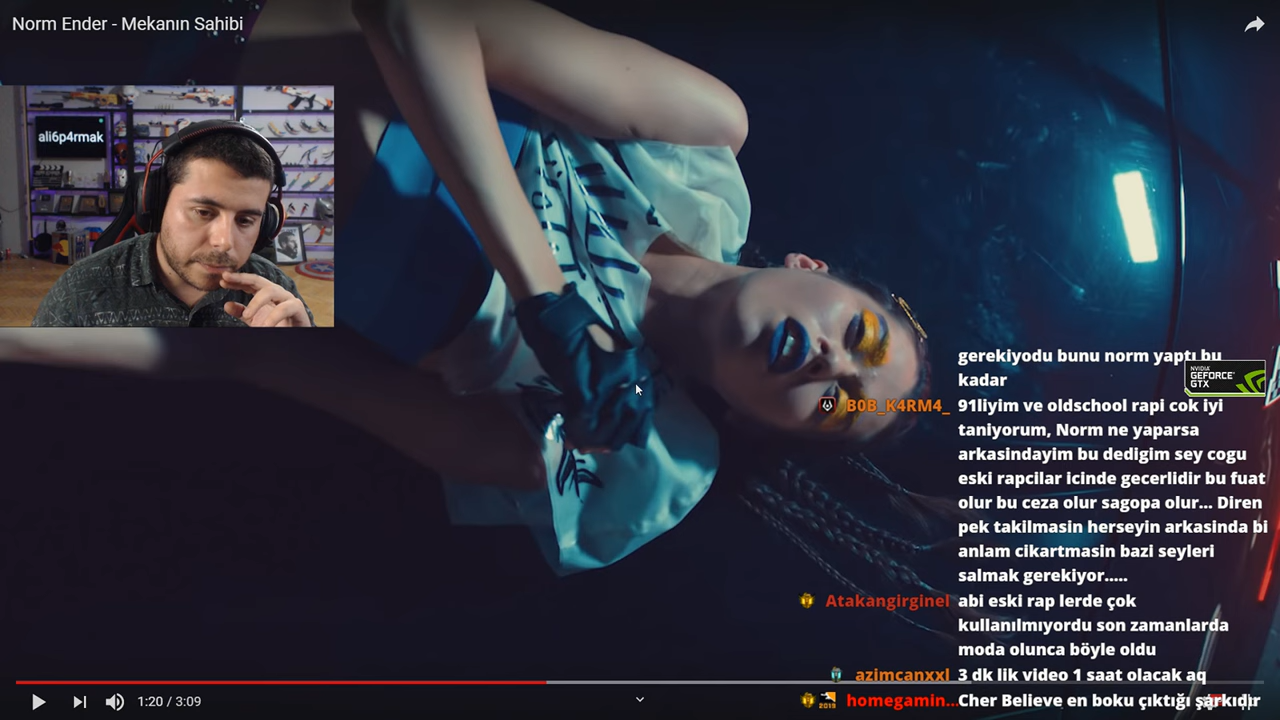 Norm Ender - Mekanın Sahibi
ali6p4rmak
gerekiyodu bunu norm yaptı bu
kadar
NVIDIA
GEFORCE
GTX
B0B_K4RM4_ 91liyim ve oldschool rapi cok iyi
taniyorum, Norm ne yaparsa
arkasindayim bu dedigim sey cogu
eski rapcilar icinde gecerlidir bu fuat
olur bu ceza olur sagopa olur... Diren
pek takilmasin herseyin arkasinda bi
anlam cikartmasin bazi seyleri
salmak gerekiyor.....
Atakangirginel abi eski rap lerde çok
kullanılmıyordu son zamanlarda
moda olunca böyle oldu
azimcanxxl 3 dk lik video 1 saat olacak aq
2019 homegamin... Cher Believe en boku çıktığı şarkıdır
1:20 / 3:09